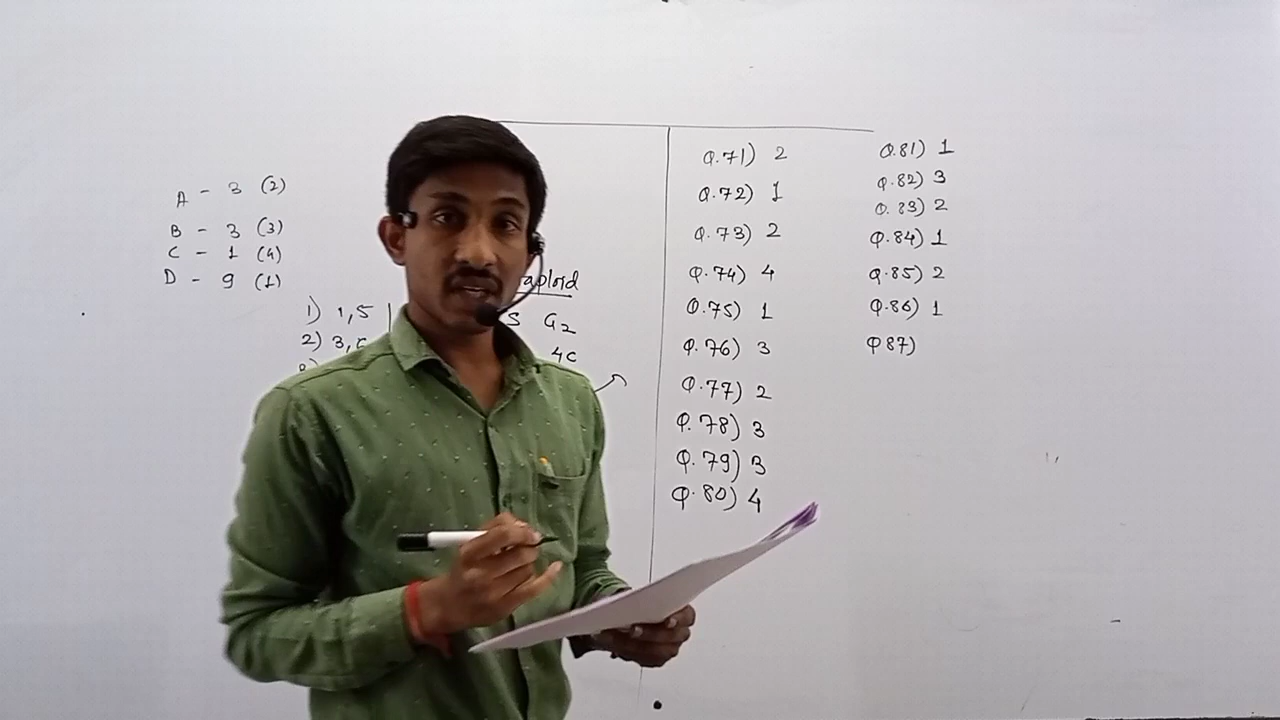 A - 3 (2)
B - 3 (3)
C - 1 (4)
D - 9 (1)
1) 1,5
2) 3,
aploid
S G2
4C
Q.71) 2
Q.72) 1
Q.73) 2
Q.74) 4
Q.75) 1
Q.76) 3
Q.77) 2
Q.78) 3
Q.79) 3
Q.80) 4
Q.81) 1
Q.82) 3
Q.83) 2
Q.84) 1
Q.85) 2
Q.86) 1
Q87)